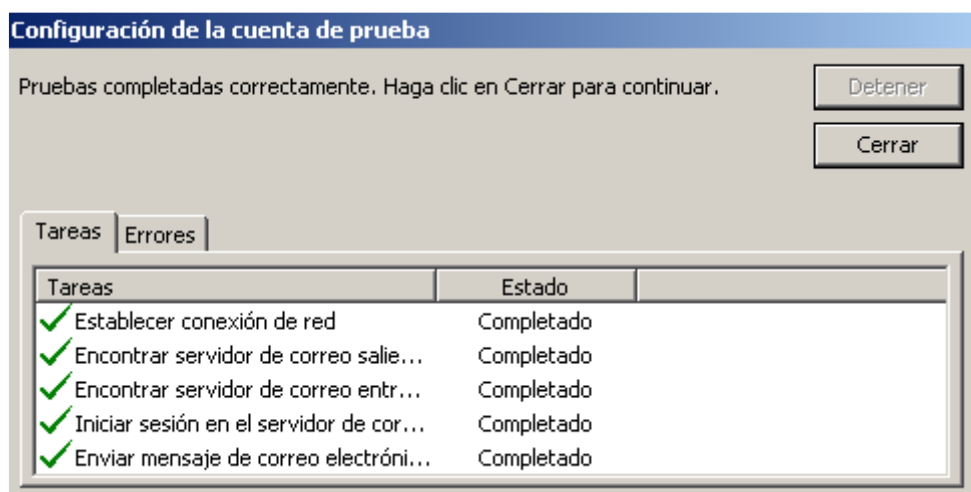 Configuración de la cuenta de prueba
Pruebas completadas correctamente. Haga clic en Cerrar para continuar.
Detener
Cerrar
Tareas Errores
Tareas Estado
Establecer conexión de red Completado
Encontrar servidor de correo salie... Completado
Encontrar servidor de correo entr... Completado
Iniciar sesión en el servidor de cor... Completado
Enviar mensaje de correo electróni... Completado